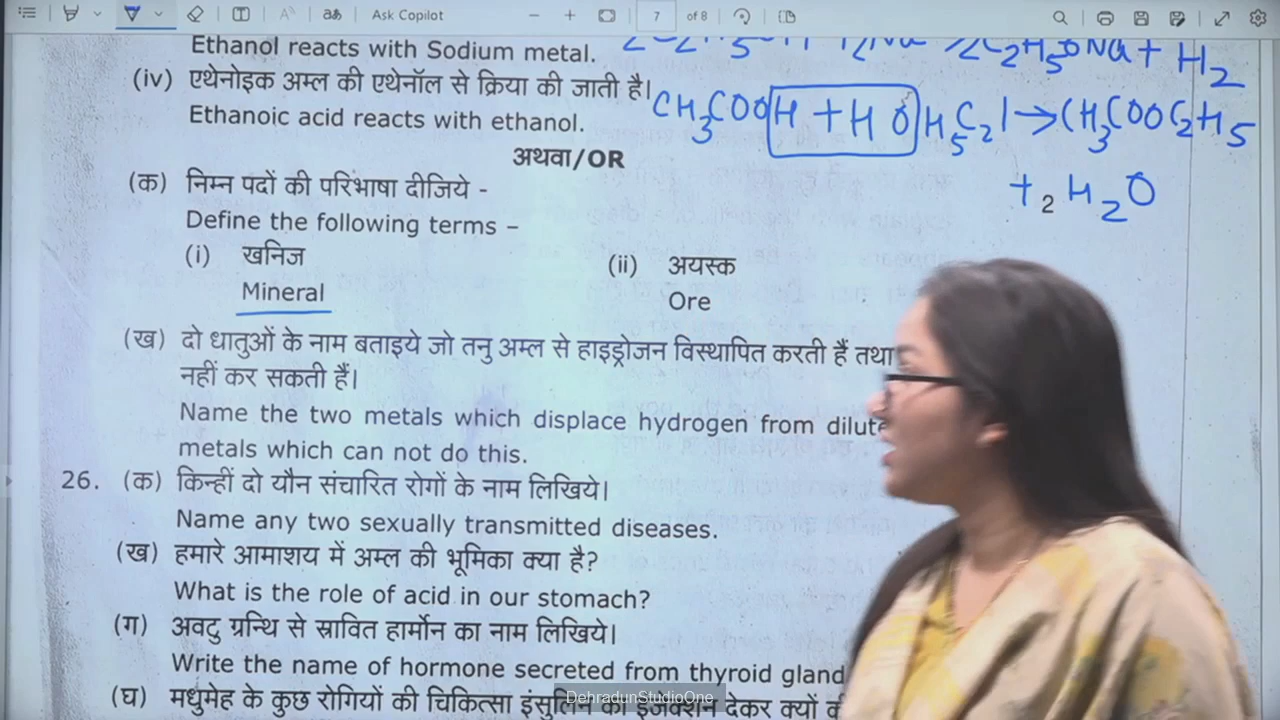 Ask Copilot
7 of 8
Ethanol reacts with Sodium metal.
(iv) एथेनोइक अम्ल की एथेनॉल से क्रिया की जाती है।
CH3COOH + HO H5C2 → CH3COOC2H5
Ethanoic acid reacts with ethanol.
+ 2 H2O
अथवा/OR
(क) निम्न पदों की परिभाषा दीजिये -
Define the following terms –
(i) खनिज (ii) अयस्क
Mineral Ore
(ख) दो धातुओं के नाम बताइये जो तनु अम्ल से हाइड्रोजन विस्थापित करती हैं तथा
नहीं कर सकती हैं।
Name the two metals which displace hydrogen from dilute
metals which can not do this.
26. (क) किन्हीं दो यौन संचारित रोगों के नाम लिखिये।
Name any two sexually transmitted diseases.
(ख) हमारे आमाशय में अम्ल की भूमिका क्या है?
What is the role of acid in our stomach?
(ग) अवटु ग्रन्थि से स्रावित हार्मोन का नाम लिखिये।
Write the name of hormone secreted from thyroid gland
(घ) मधुमेह के कुछ रोगियों की चिकित्सा इंसुलिन का इंजेक्शन देकर क्यों की
DehradunStudioOne